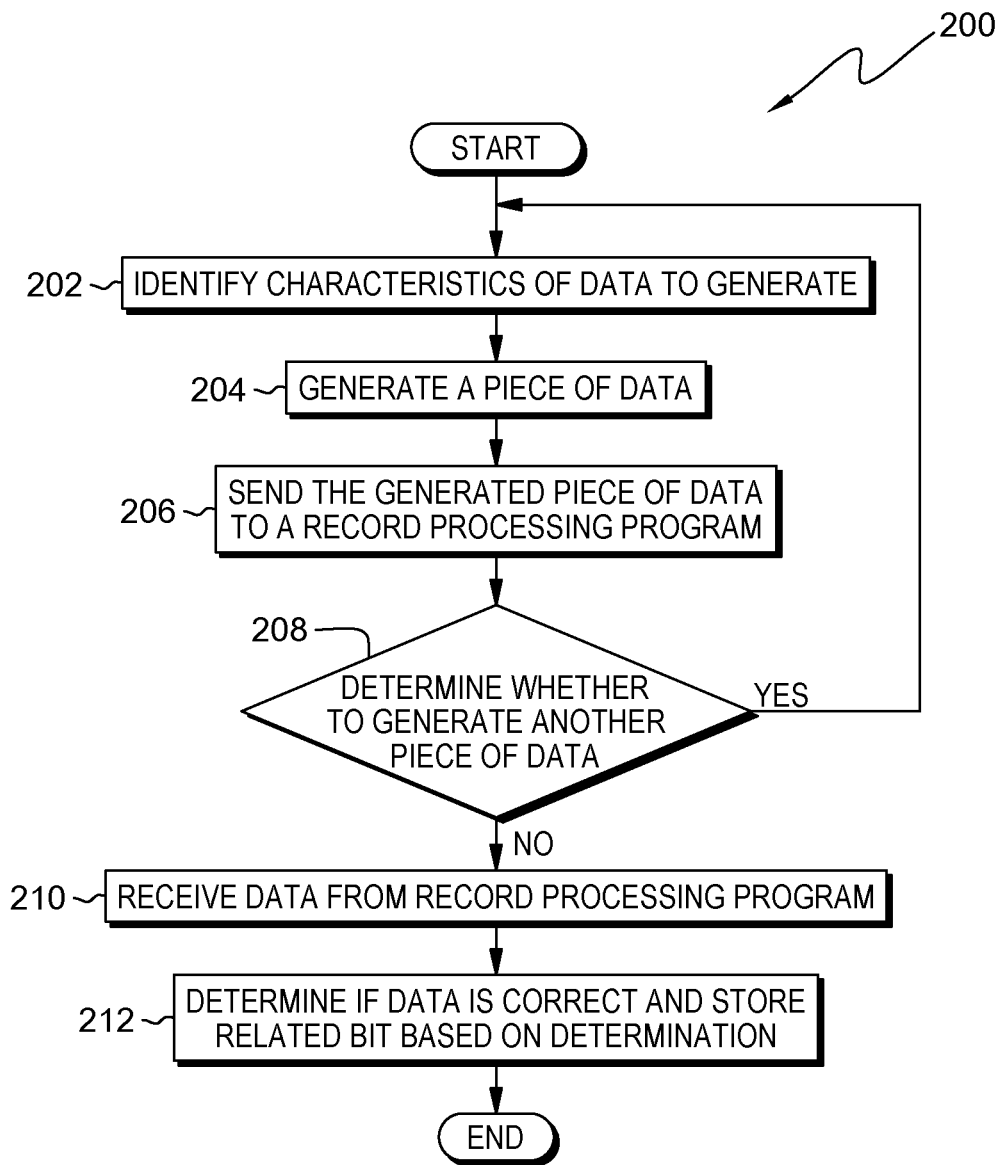 200
START
202
IDENTIFY CHARACTERISTICS OF DATA TO GENERATE
204
GENERATE A PIECE OF DATA
206
SEND THE GENERATED PIECE OF DATA
TO A RECORD PROCESSING PROGRAM
208
DETERMINE WHETHER
TO GENERATE ANOTHER
PIECE OF DATA
YES
NO
210
RECEIVE DATA FROM RECORD PROCESSING PROGRAM
212
DETERMINE IF DATA IS CORRECT AND STORE
RELATED BIT BASED ON DETERMINATION
END